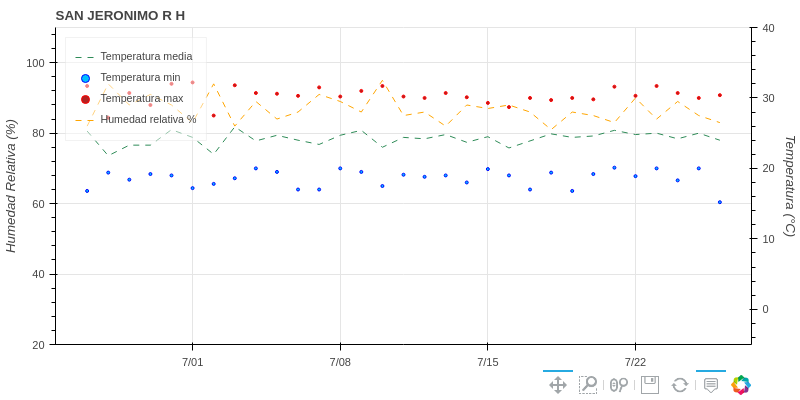 SAN JERONIMO R H
Temperatura media
Temperatura min
Temperatura max
Humedad relativa %
Humedad Relativa (%)
100
80
60
40
20
Temperatura (°C)
40
30
20
10
0
7/01
7/08
7/15
7/22